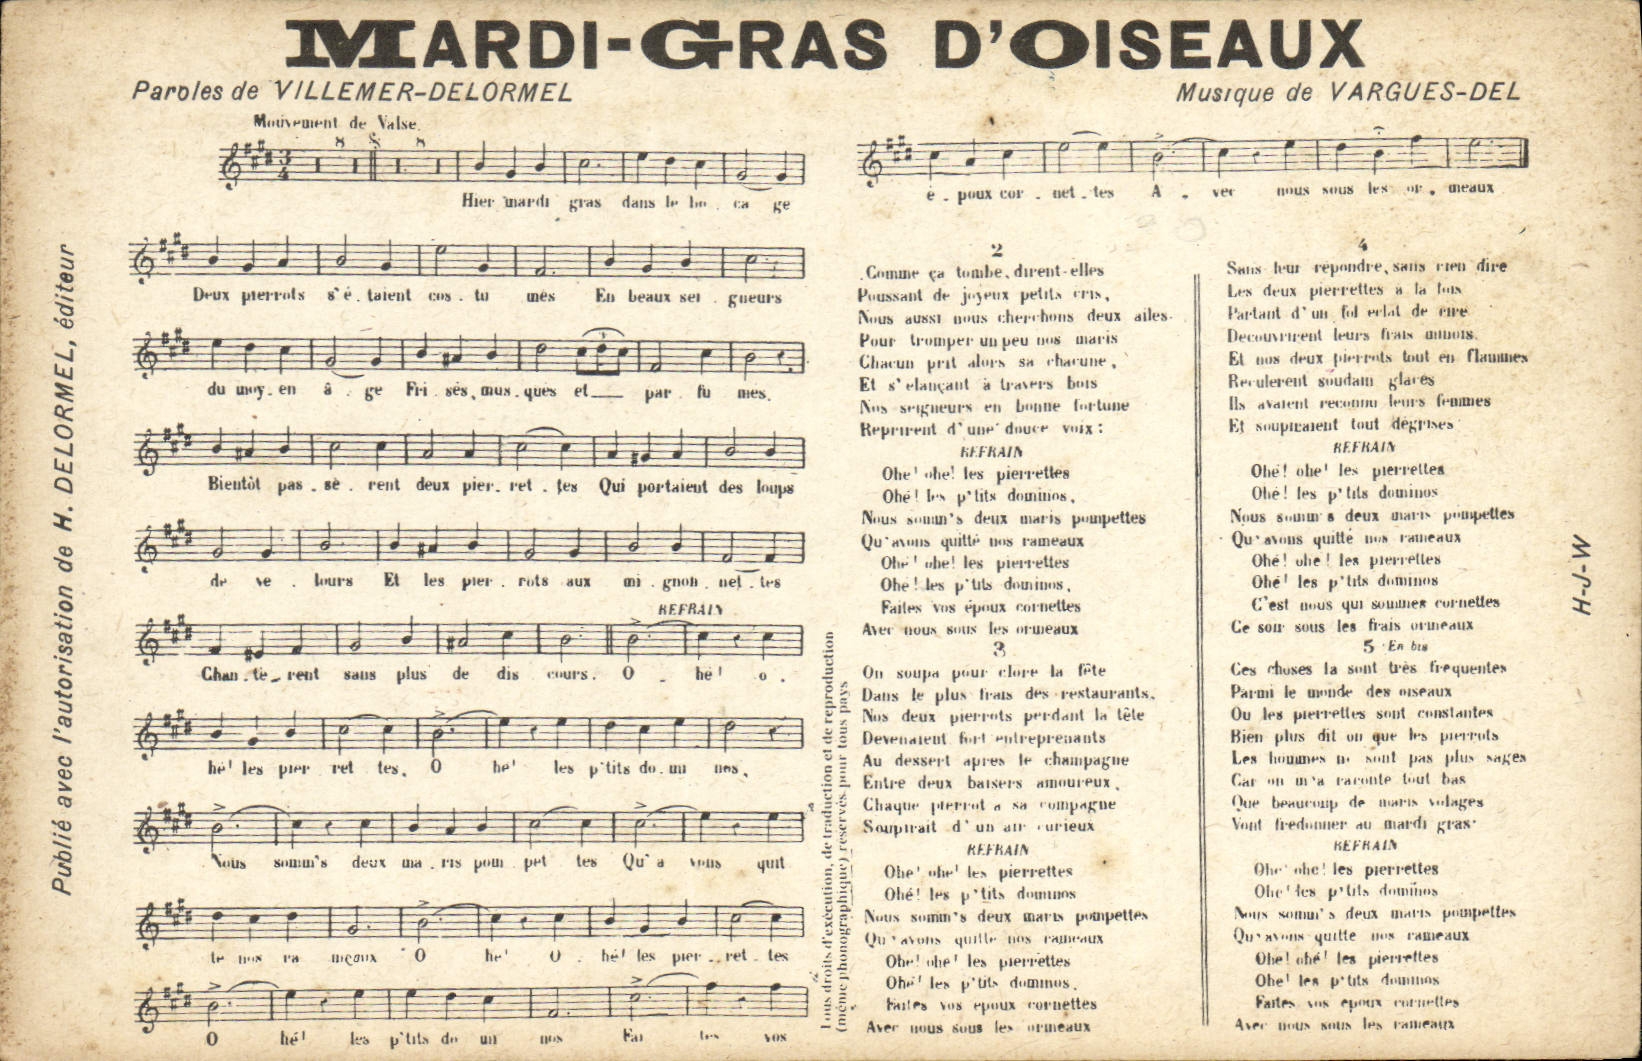 MARDI-GRAS D'OISEAUX
Paroles de VILLEMER-DELORMEL
Musique de VARGUES-DEL
Mouvement de Valse.
8 8
Hier mardi gras dans le bo - ca ge
Deux pierrots s'é - taient cos - tu més En beaux sei - gneurs
du moy - en â - ge Fri - sés, mus - qués et par - fu més.
Bientôt pas - sè - rent deux pier - ret - tes Qui portaient des loups
de ve - lours Et les pier - rots aux mi - gnon - net - tes
REFRAIN
Chan - tè - rent sans plus de dis cours. O - hé! o -
hé! les pier ret tes, O hé! les p'tits do - mi nos,
Nous somm's deux ma - ris pom pet tes Qu'a vons quit
té nos ra meaux O hé! O - hé! les pier - ret - tes
O hé! les p'tits do mi nos Fai tes vos
é - poux cor - net - tes A - vec nous sous les or - meaux
2
Comme ça tombe, dirent-elles
Poussant de joyeux petits cris,
Nous aussi nous cherchons deux ailes
Pour tromper un peu nos maris
Chacun prit alors sa chacune,
Et s'élançant à travers bois
Nos seigneurs en bonne fortune
Reprirent d'une douce voix:
REFRAIN
Ohé! ohé! les pierrettes
Ohé! les p'tits dominos,
Nous somm's deux maris pompettes
Qu'avons quitté nos rameaux
Ohé! ohé! les pierrettes
Ohé! les p'tits dominos,
Faites vos époux cornettes
Avec nous sous les ormeaux
3
On soupa pour clore la fête
Dans le plus frais des restaurants,
Nos deux pierrots perdant la tête
Devenaient fort entreprenants
Au dessert après le champagne
Entre deux baisers amoureux,
Chaque pierrot a sa compagne
Soupirait d'un air curieux
REFRAIN
Ohé! ohé! les pierrettes
Ohé! les p'tits dominos
Nous somm's deux maris pompettes
Qu'avons quitté nos rameaux
Ohé! ohé! les pierrettes
Ohé! les p'tits dominos,
Faites vos époux cornettes
Avec nous sous les ormeaux
4
Sans leur répondre, sans rien dire
Les deux pierrettes à la fois
Partant d'un fol éclat de rire
Découvrirent leurs frais minois.
Et nos deux pierrots tout en flammes
Reculèrent soudain glacés
Ils avaient reconnu leurs femmes
Et soupiraient tout dégrisés
REFRAIN
Ohé! ohé! les pierrettes
Ohé! les p'tits dominos
Nous somm's deux maris pompettes
Qu'avons quitté nos rameaux
Ohé! ohé! les pierrettes
Ohé! les p'tits dominos
C'est nous qui sommes cornettes
Ce soir sous les frais ormeaux
5 En bis
Ces choses la sont très fréquentes
Parmi le monde des oiseaux
Ou les pierrettes sont constantes
Bien plus dit on que les pierrots
Les hommes ne sont pas plus sages
Car on m'a raconté tout bas
Que beaucoup de maris volages
Vont fredonner au mardi gras
REFRAIN
Ohé! ohé! les pierrettes
Ohé! les p'tits dominos
Nous somm's deux maris pompettes
Qu'avons quitté nos rameaux
Ohé! ohé! les pierrettes
Ohé! les p'tits dominos
Faites vos époux cornettes
Avec nous sous les rameaux
Publié avec l'autorisation de H. DELORMEL, éditeur
Tous droits d'exécution, de traduction et de reproduction
(même phonographique) réservés pour tous pays
H-J-W